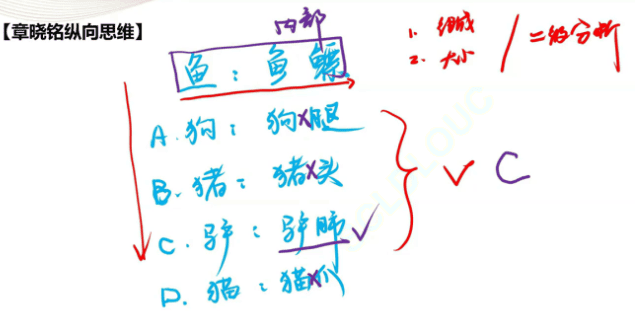 【章晓铭纵向思维】
内部
鱼：鱼鳔
1. 组成
2. 大小
二级分析
A. 狗：狗腿
B. 猪：猪头
C. 驴：驴肺
D. 猫：猫爪
C